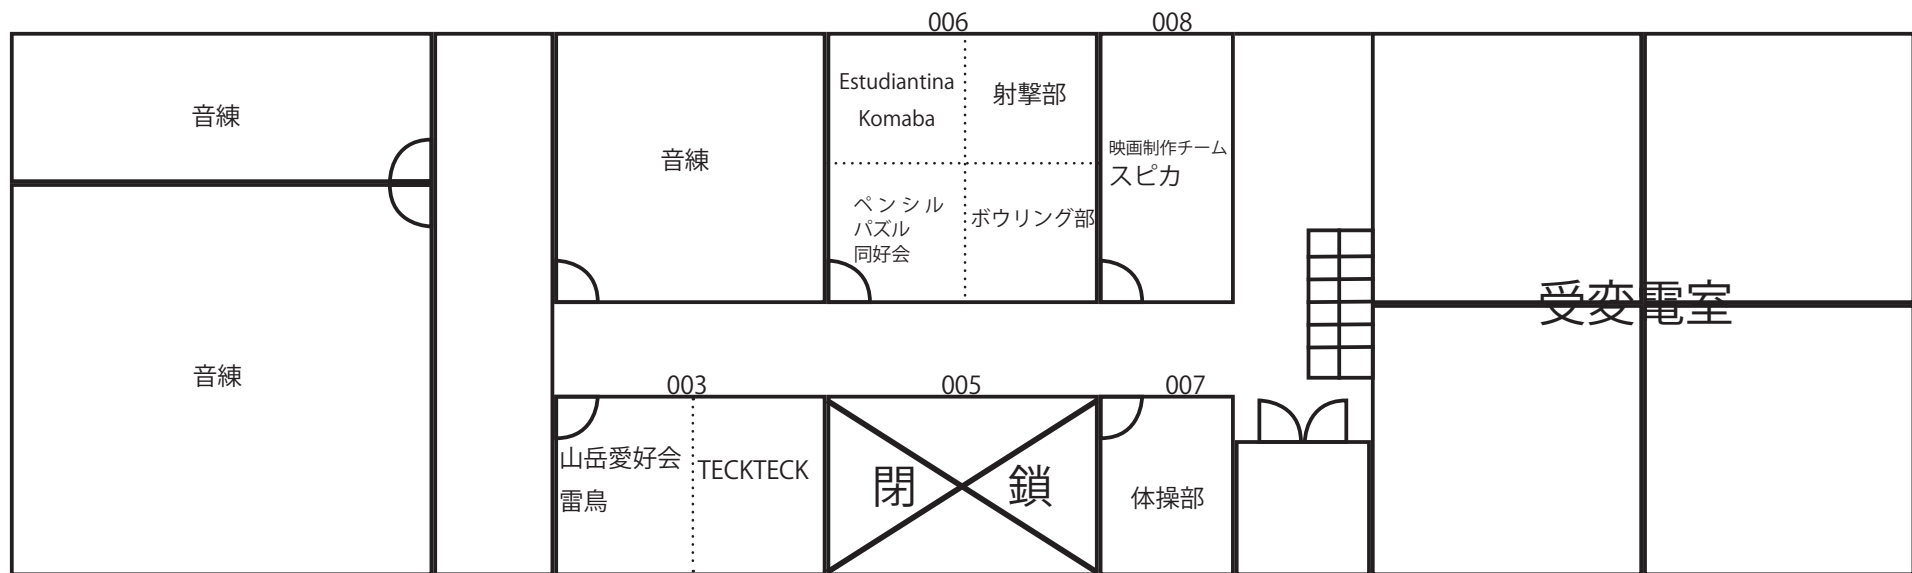 006
008
音練
音練
Estudiantina
Komaba
射撃部
ペンシル
パズル
同好会
ボウリング部
映画制作チーム
スピカ
受変電室
音練
003
005
007
山岳愛好会
雷鳥
TECKTECK
閉鎖
体操部